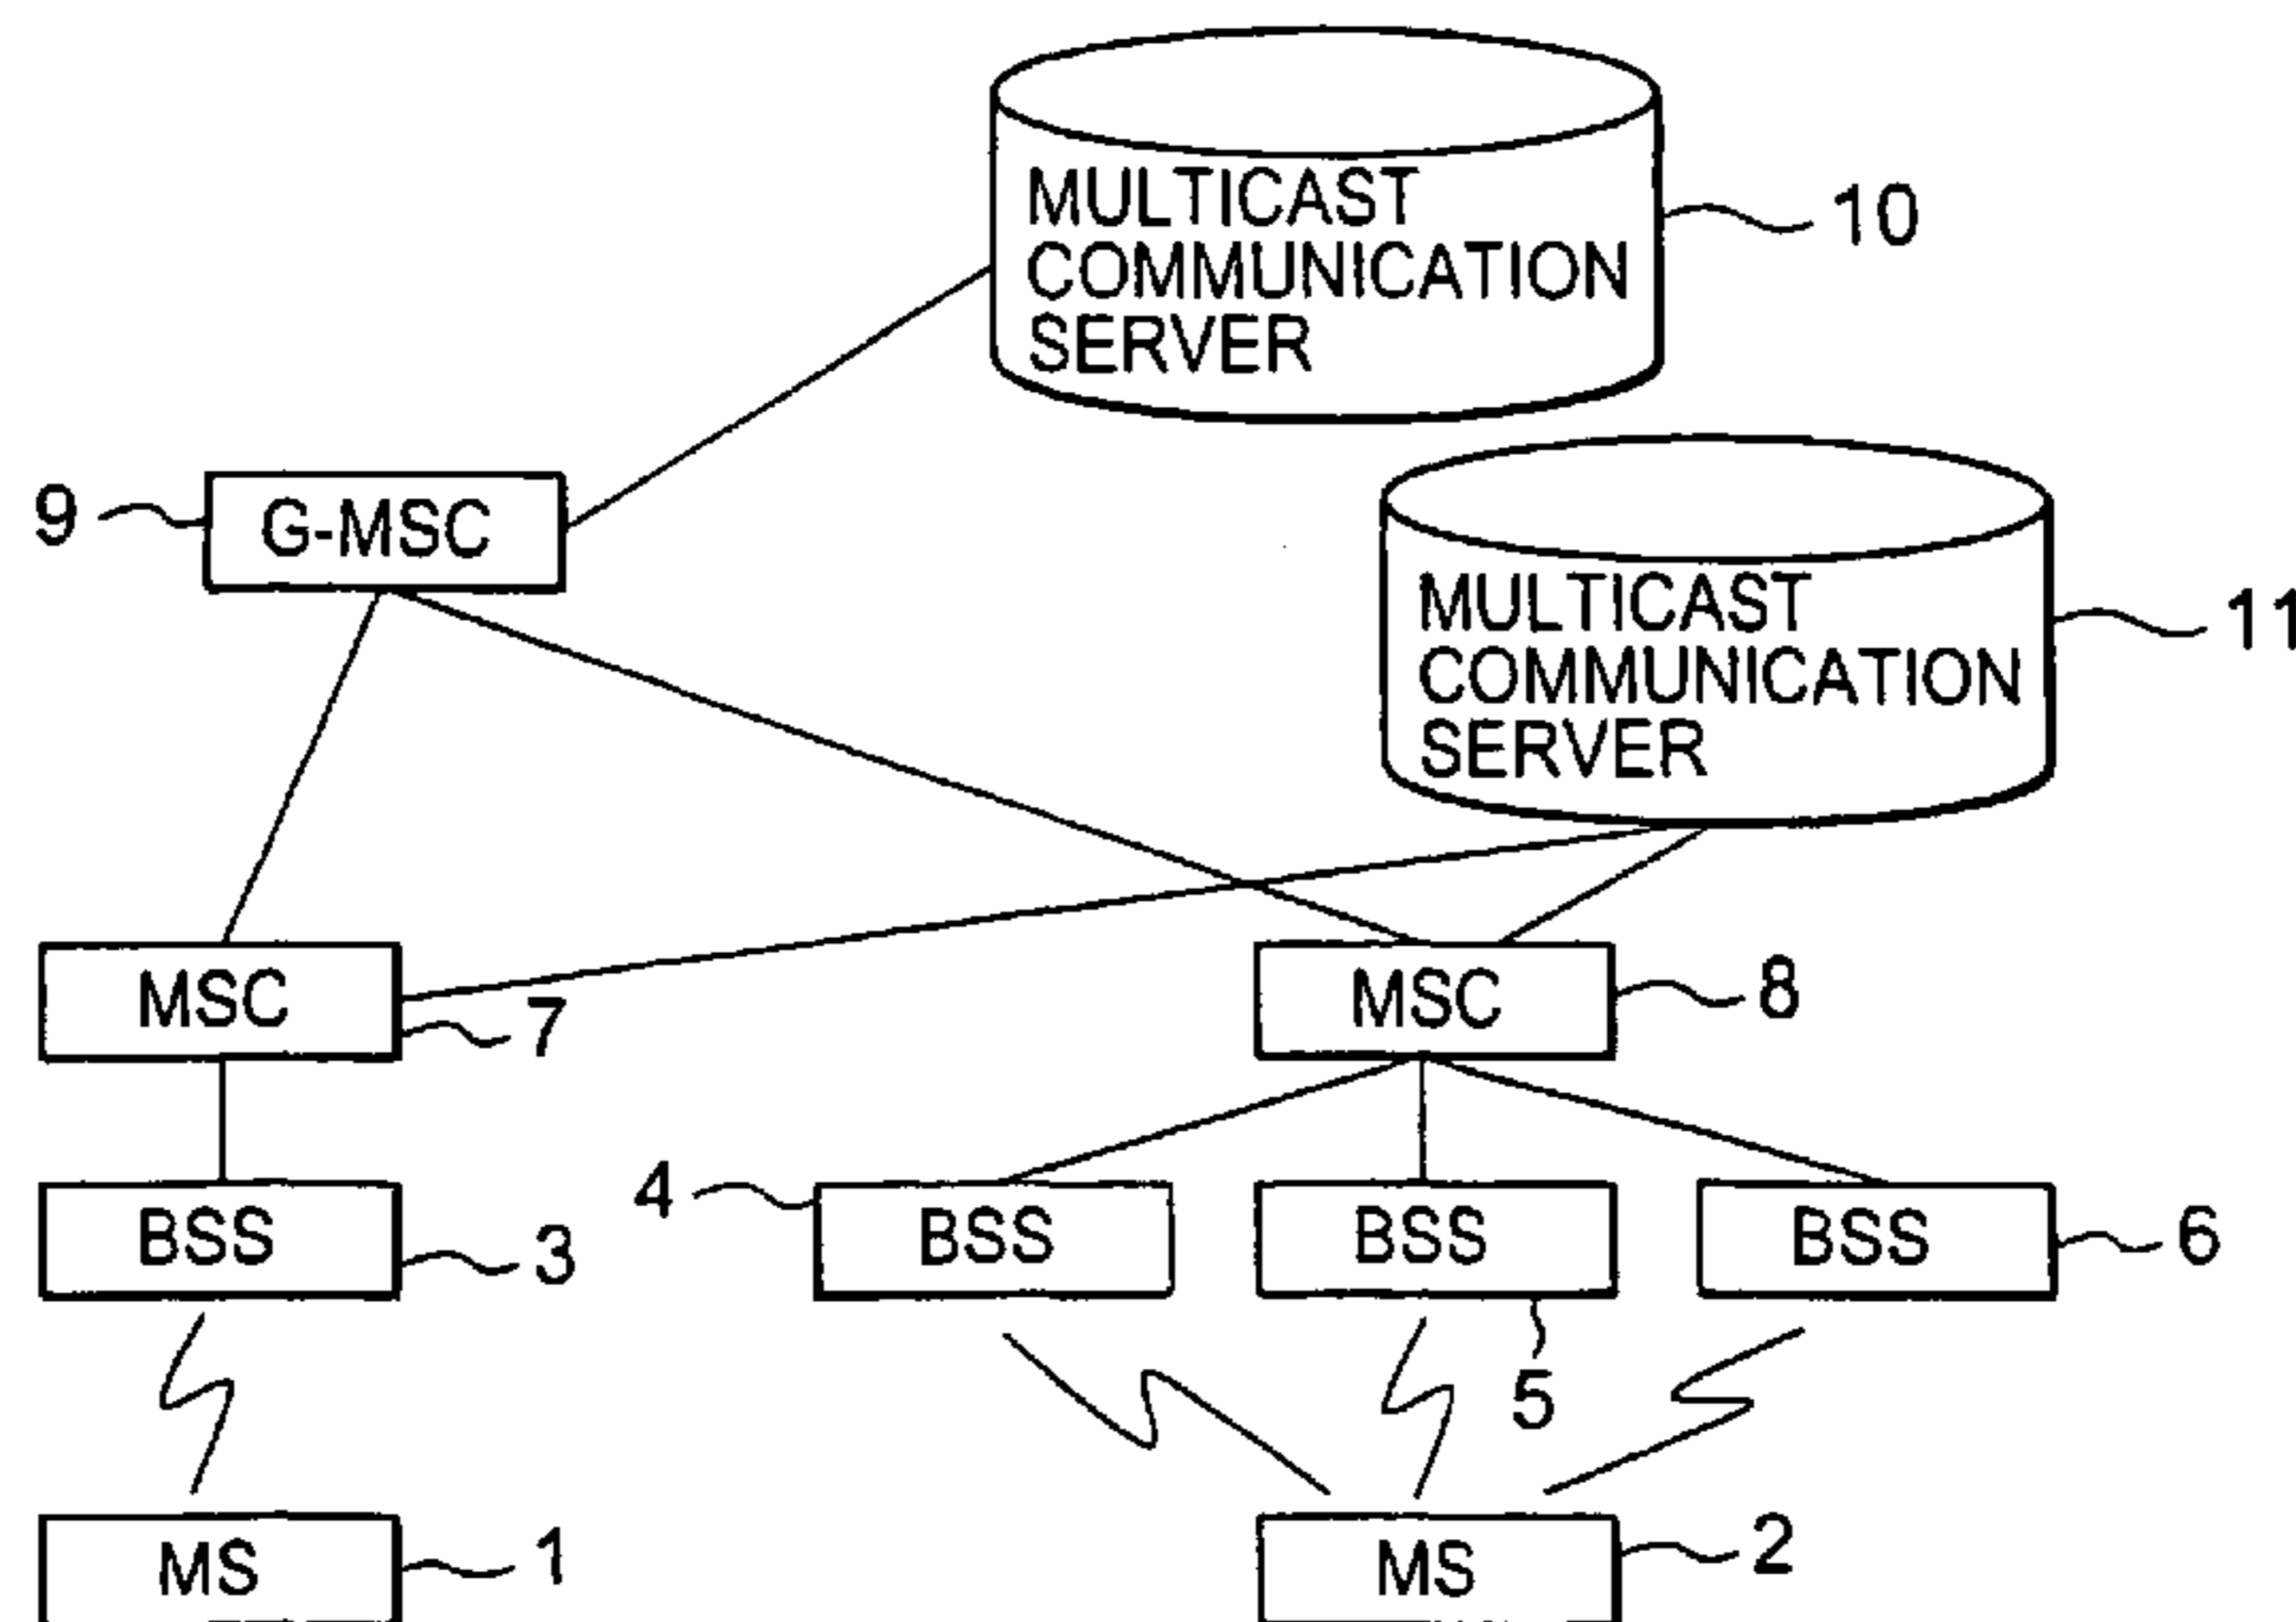 MULTICAST
COMMUNICATION
SERVER
10
9
G-MSC
MULTICAST
COMMUNICATION
SERVER
11
MSC
7
MSC
8
BSS
3
4
BSS
BSS
5
BSS
6
MS
1
MS
2